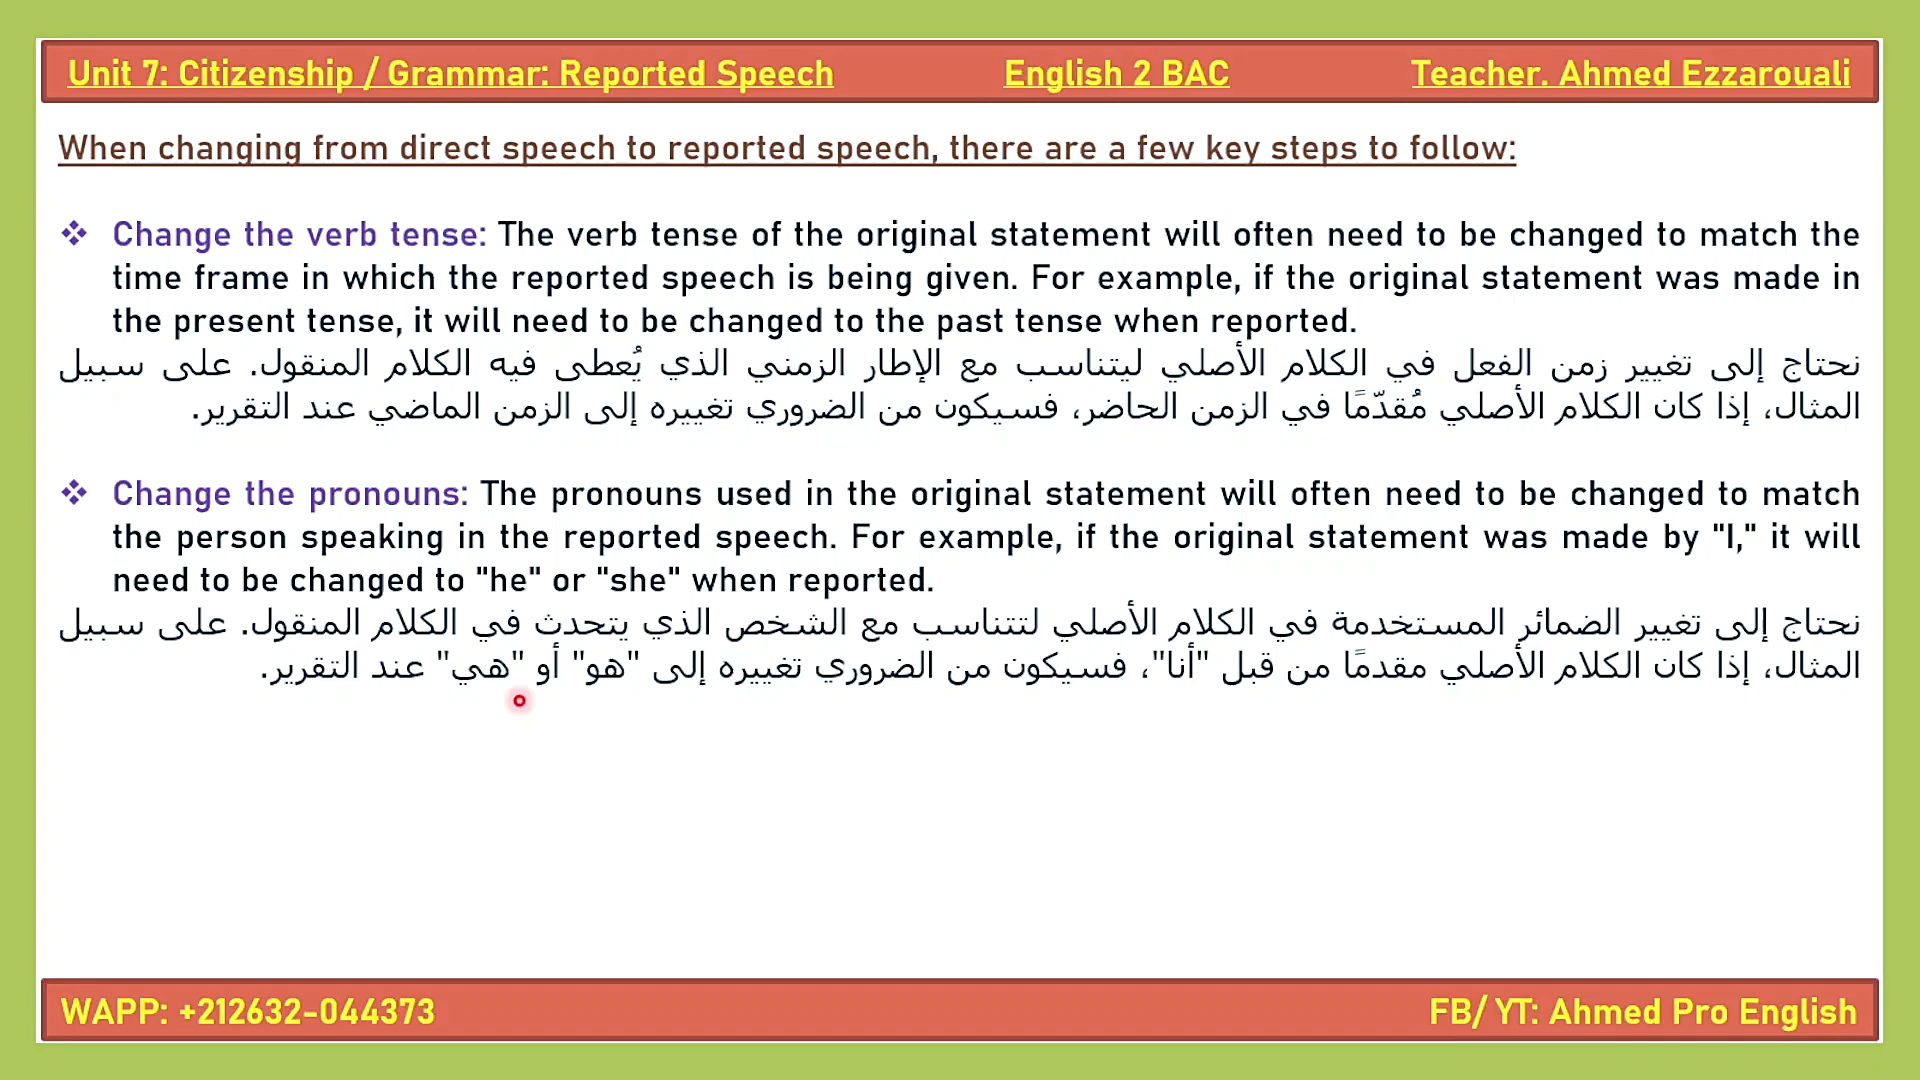 Unit 7: Citizenship / Grammar: Reported Speech English 2 BAC Teacher. Ahmed Ezzarouali
When changing from direct speech to reported speech, there are a few key steps to follow:
❖ Change the verb tense: The verb tense of the original statement will often need to be changed to match the
time frame in which the reported speech is being given. For example, if the original statement was made in
the present tense, it will need to be changed to the past tense when reported.
نحتاج إلى تغيير زمن الفعل في الكلام الأصلي ليتناسب مع الإطار الزمني الذي يُعطى فيه الكلام المنقول. على سبيل
المثال، إذا كان الكلام الأصلي مُقدّمًا في الزمن الحاضر، فسيكون من الضروري تغييره إلى الزمن الماضي عند التقرير.
❖ Change the pronouns: The pronouns used in the original statement will often need to be changed to match
the person speaking in the reported speech. For example, if the original statement was made by "I," it will
need to be changed to "he" or "she" when reported.
نحتاج إلى تغيير الضمائر المستخدمة في الكلام الأصلي لتتناسب مع الشخص الذي يتحدث في الكلام المنقول. على سبيل
المثال، إذا كان الكلام الأصلي مقدمًا من قبل "أنا"، فسيكون من الضروري تغييره إلى "هو" أو "هي" عند التقرير.
WAPP: +212632-044373 FB/ YT: Ahmed Pro English